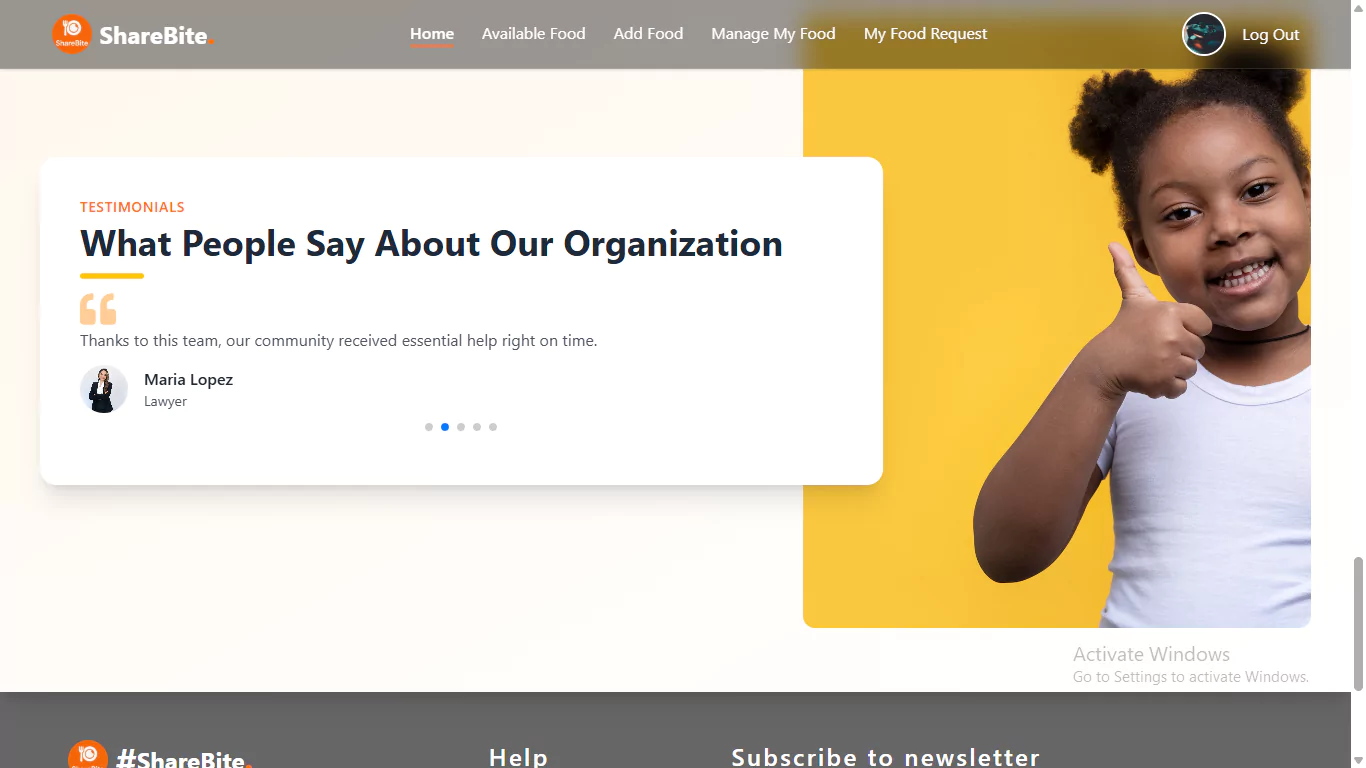 ShareBite
ShareBite.
Home
Available Food
Add Food
Manage My Food
My Food Request
Log Out
TESTIMONIALS
What People Say About Our Organization
Thanks to this team, our community received essential help right on time.
Maria Lopez
Lawyer
Activate Windows
Go to Settings to activate Windows.
#ShareBite.
Help
Subscribe to newsletter